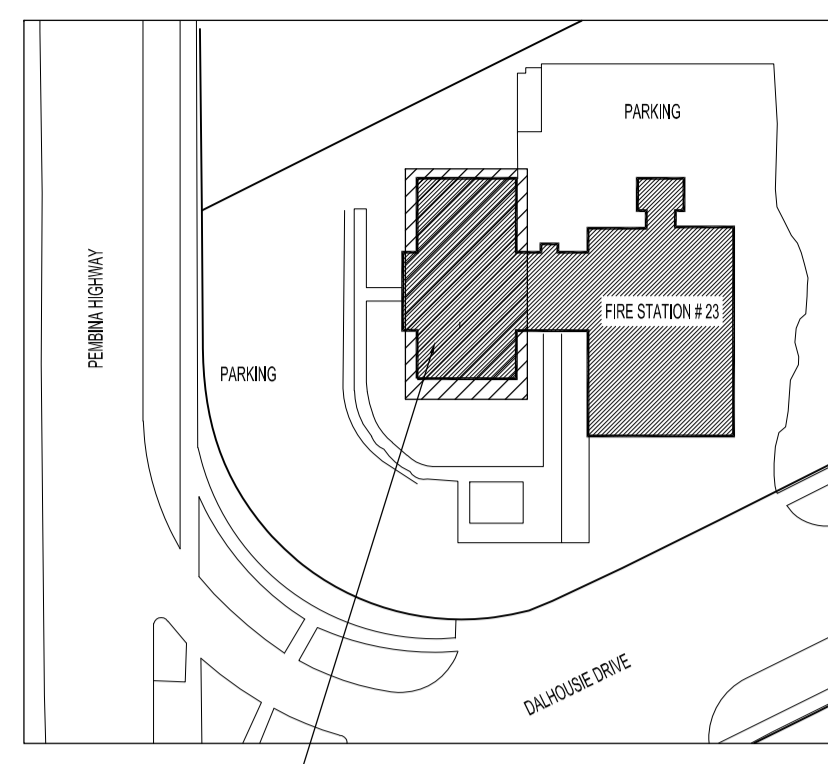 PARKING
PEMBINA HIGHWAY
FIRE STATION # 23
PARKING
DALHOUSIE DRIVE